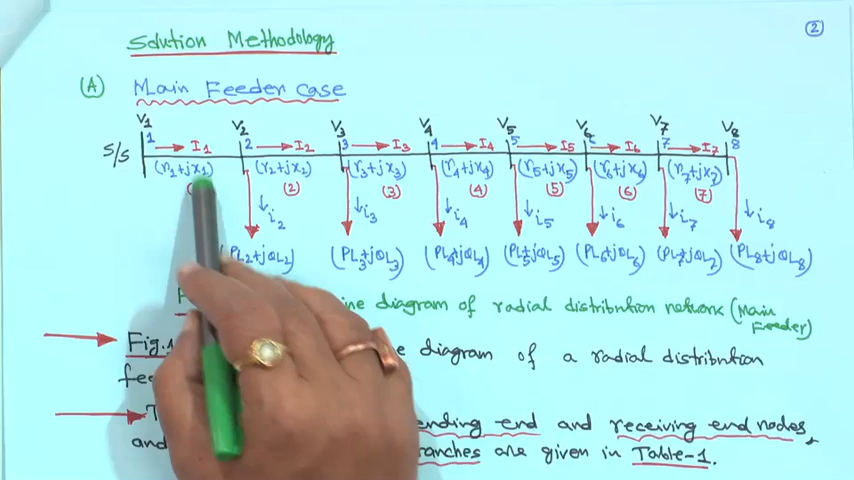 2
Solution Methodology
(A) Main Feeder case
V1 V2 V3 V4 V5 V6 V7 V8
S/S 1 I1 2 I2 3 I3 4 I4 5 I5 6 I6 7 I7 8
(r1+jx1) (r2+jx2) (r3+jx3) (r4+jx4) (r5+jx5) (r6+jx6) (r7+jx7)
(2) (3) (4) (5) (6) (7)
i2 i3 i4 i5 i6 i7 i8
PL2+jQL2) (PL3+jQL3) (PL4+jQL4) (PL5+jQL5) (PL6+jQL6) (PL7+jQL7) (PL8+jQL8)
line diagram of radial distribution network (Main Feeder)
Fig.1 diagram of a radial distribution
ending end and receiving end nodes
and ranches are given in Table-1.